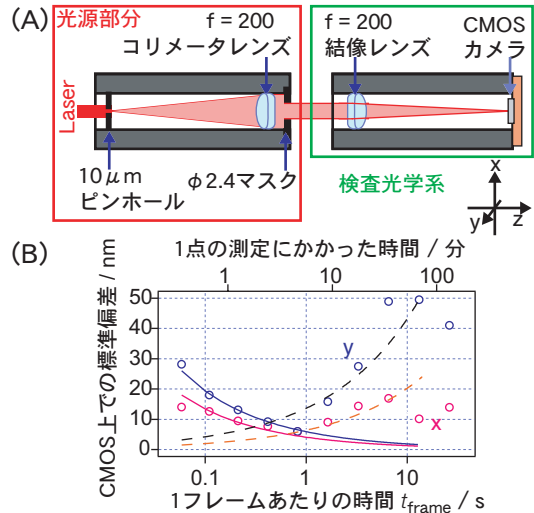 (A)
光源部分
f = 200
コリメータレンズ
f = 200
結像レンズ
CMOS
カメラ
Laser
10μm
ピンホール
φ2.4マスク
検査光学系
x
y
z
(B)
1点の測定にかかった時間 / 分
1
10
100
CMOS上での標準偏差 / nm
50
40
30
20
10
0
y
x
0.1
1
10
1フレームあたりの時間 tframe / s